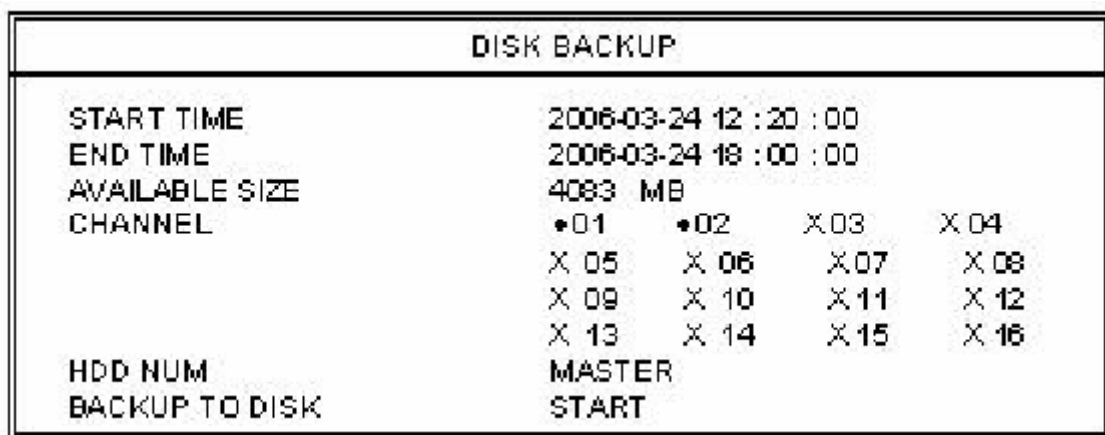 DISK BACKUP
START TIME 2006-03-24 12 : 20 : 00
END TIME 2006-03-24 18 : 00 : 00
AVAILABLE SIZE 4083 MB
CHANNEL •01 •02 X 03 X 04
X 05 X 06 X 07 X 08
X 09 X 10 X 11 X 12
X 13 X 14 X 15 X 16
HDD NUM MASTER
BACKUP TO DISK START